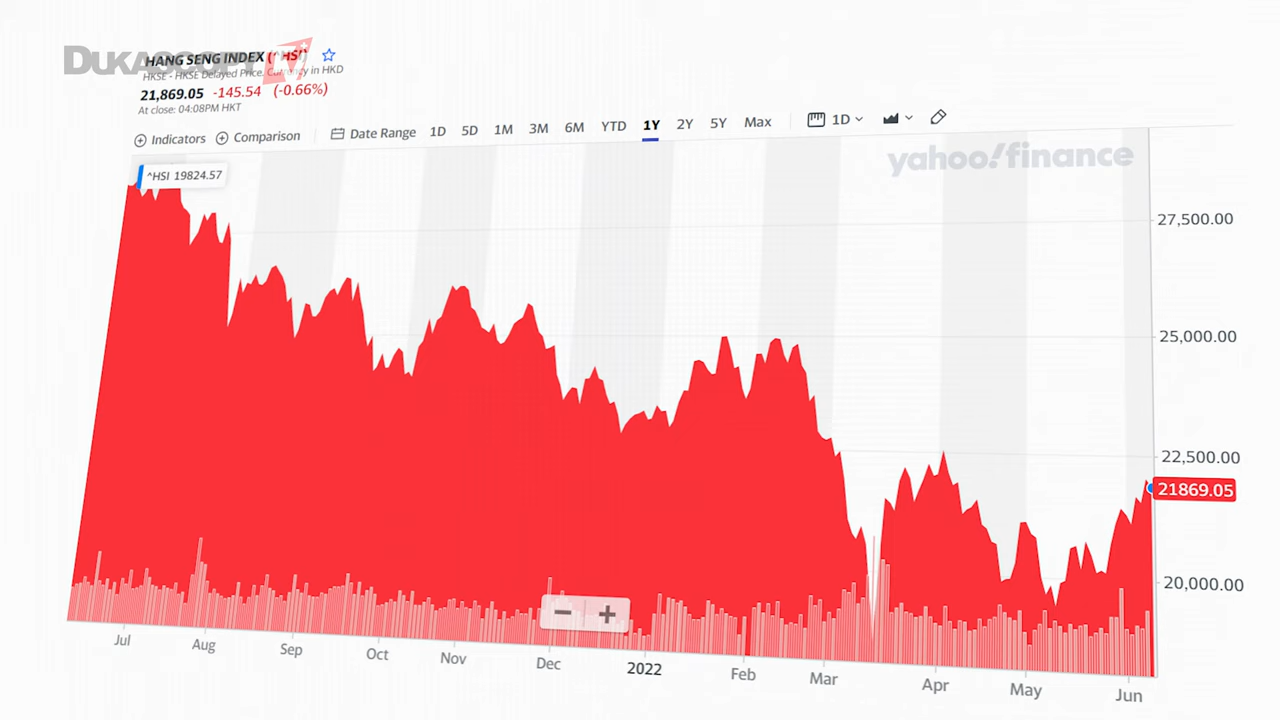 DUKASCOPY TV
HANG SENG INDEX (^HSI)
HKSE - HKSE Delayed Price. Currency in HKD
21,869.05 -145.54 (-0.66%)
At close: 04:08PM HKT
Indicators Comparison Date Range 1D 5D 1M 3M 6M YTD 1Y 2Y 5Y Max 1D
^HSI 19824.57
yahoo!finance
27,500.00
25,000.00
22,500.00
21869.05
20,000.00
Jul Aug Sep Oct Nov Dec 2022 Feb Mar Apr May Jun